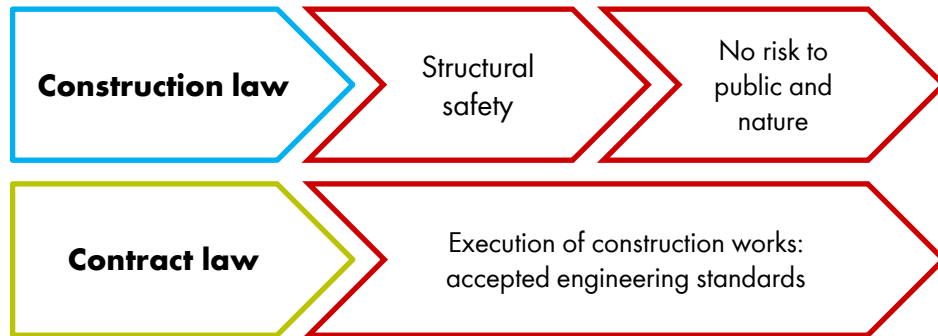 Construction law
Structural
safety
No risk to
public and
nature
Contract law
Execution of construction works:
accepted engineering standards